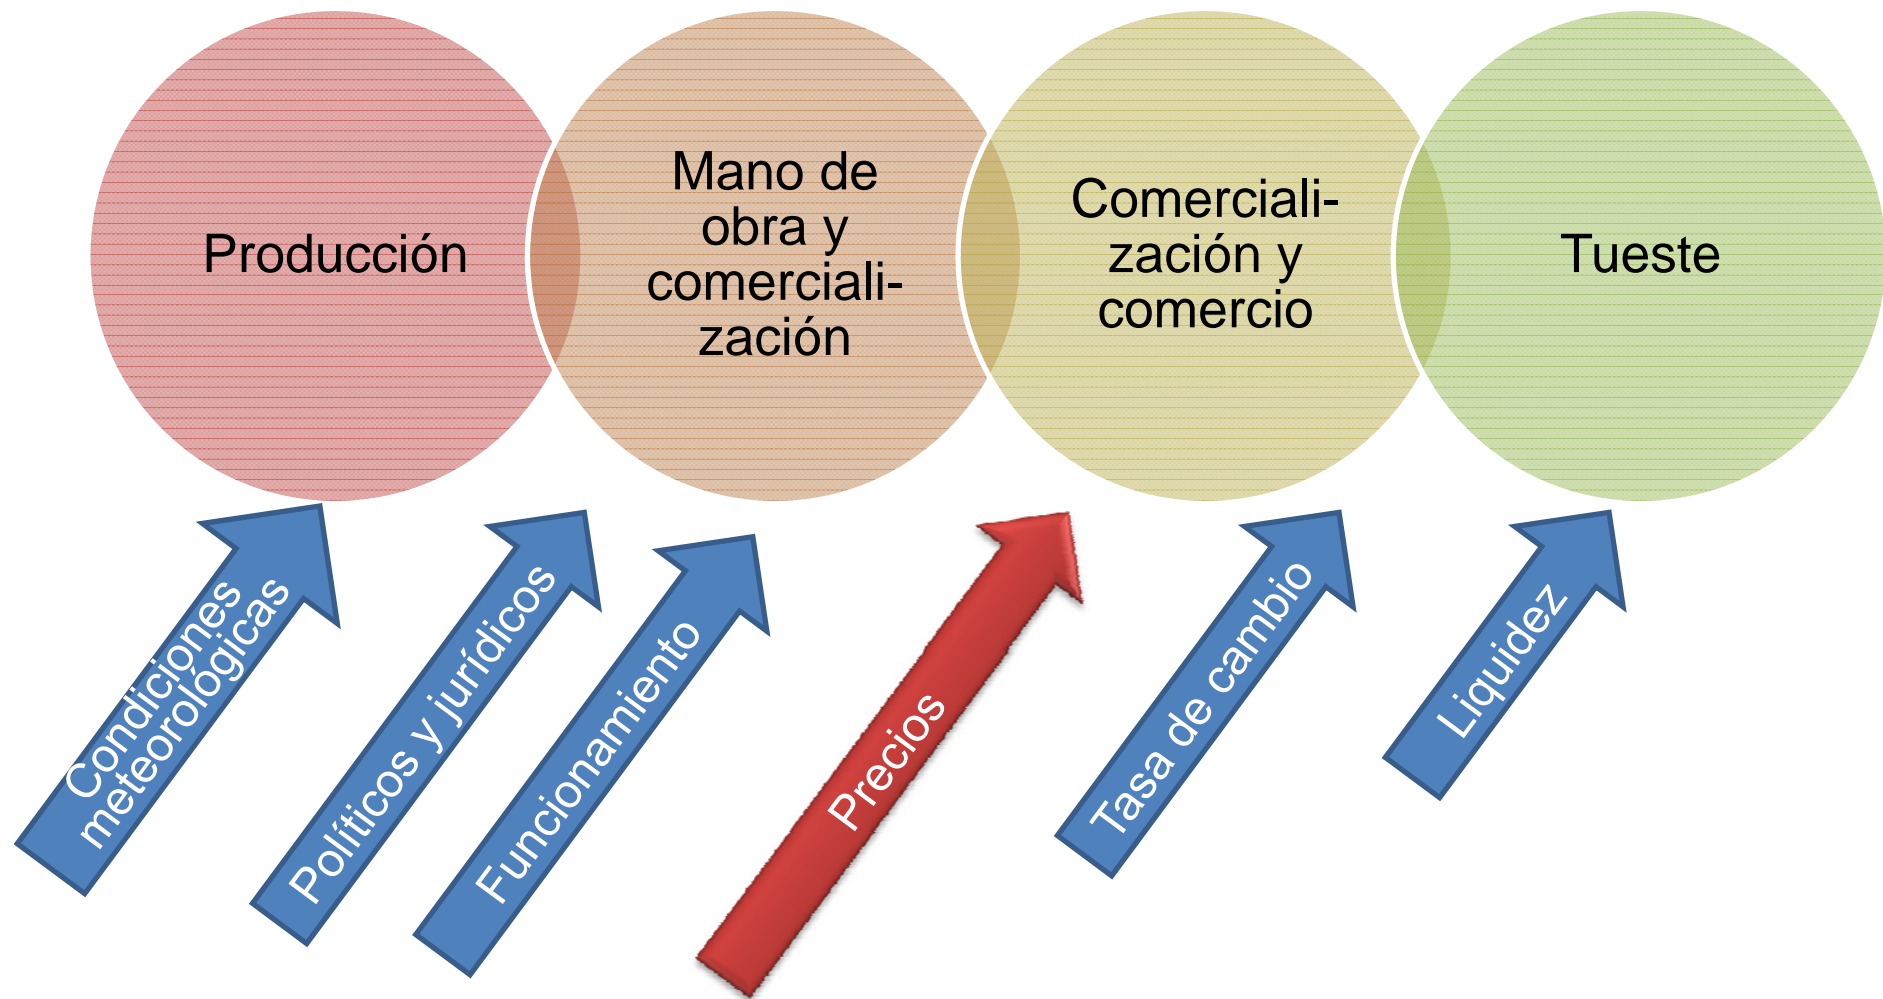 Producción
Mano de
obra y
comerciali-
zación
Comerciali-
zación y
comercio
Tueste
Condiciones
meteorológicas
Políticos y jurídicos
Funcionamiento
Precios
Tasa de cambio
Liquidez